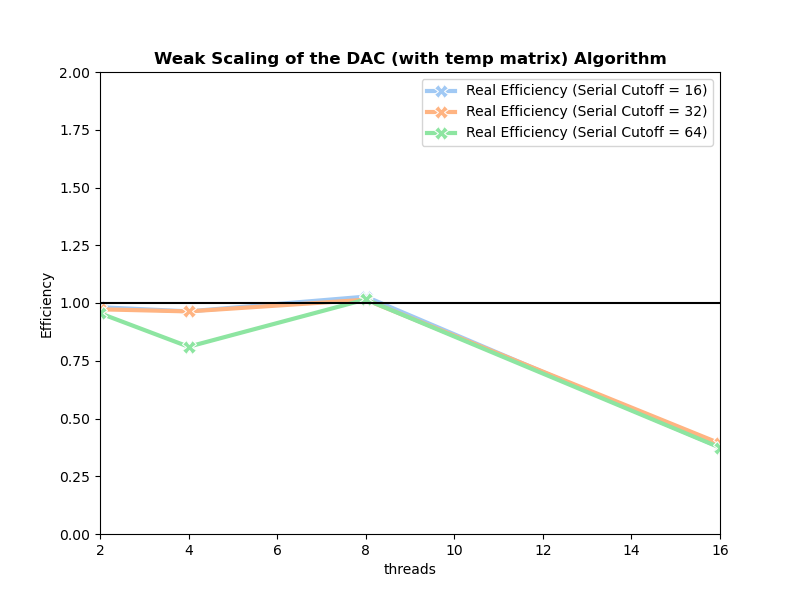 Weak Scaling of the DAC (with temp matrix) Algorithm
Real Efficiency (Serial Cutoff = 16)
Real Efficiency (Serial Cutoff = 32)
Real Efficiency (Serial Cutoff = 64)
Efficiency
2.00
1.75
1.50
1.25
1.00
0.75
0.50
0.25
0.00
2 4 6 8 10 12 14 16
threads